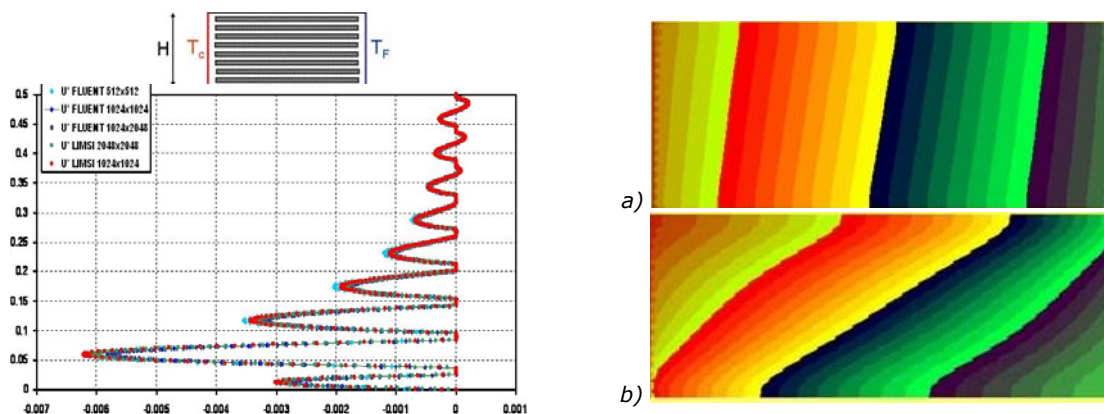 H
T_C
T_F
U' FLUENT 512x512
U' FLUENT 1024x1024
U' FLUENT 1024x2048
U' LIMSI 2048x2048
U' LIMSI 1024x1024
0.5
0.45
0.4
0.35
0.3
0.25
0.2
0.15
0.1
0.05
0
-0.007
-0.006
-0.005
-0.004
-0.003
-0.002
-0.001
0
0.001
a)
b)